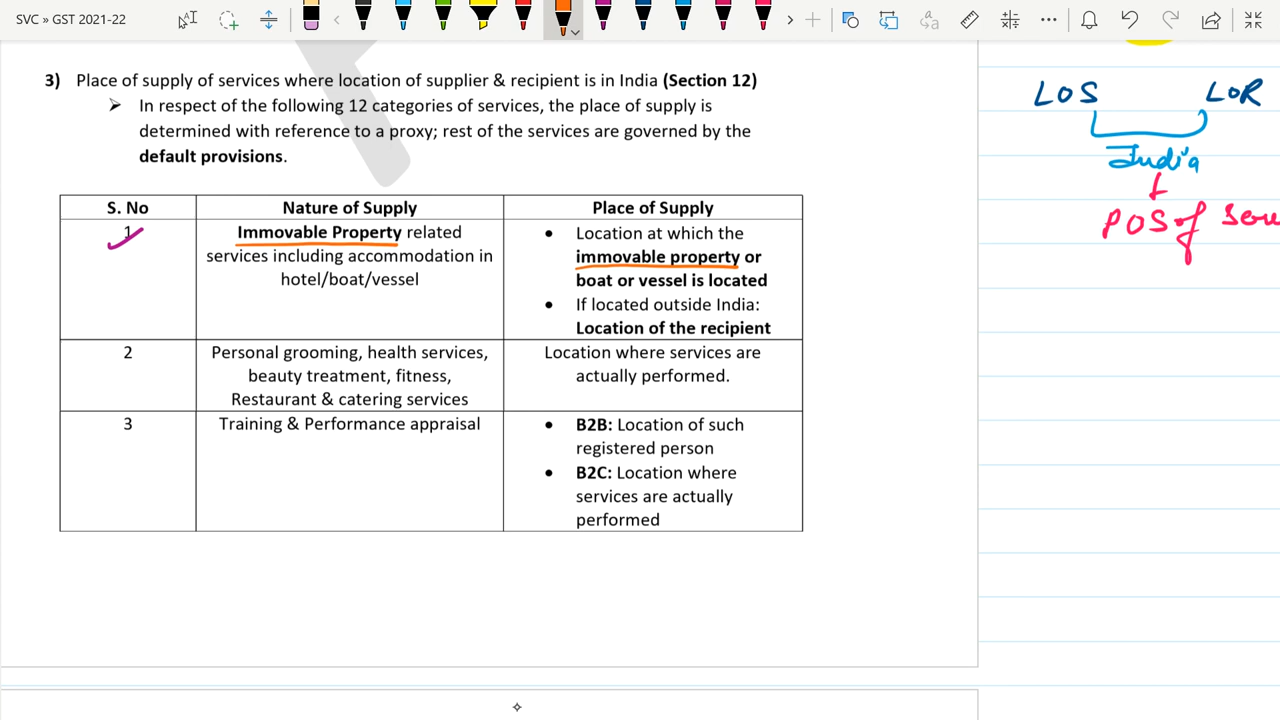 SVC » GST 2021-22
3) Place of supply of services where location of supplier & recipient is in India (Section 12)
➢ In respect of the following 12 categories of services, the place of supply is
determined with reference to a proxy; rest of the services are governed by the
default provisions.
S. No Nature of Supply Place of Supply
1 Immovable Property related
services including accommodation in
hotel/boat/vessel
• Location at which the
immovable property or
boat or vessel is located
• If located outside India:
Location of the recipient
2 Personal grooming, health services,
beauty treatment, fitness,
Restaurant & catering services
Location where services are
actually performed.
3 Training & Performance appraisal
• B2B: Location of such
registered person
• B2C: Location where
services are actually
performed
LOS LOR
India
POS of